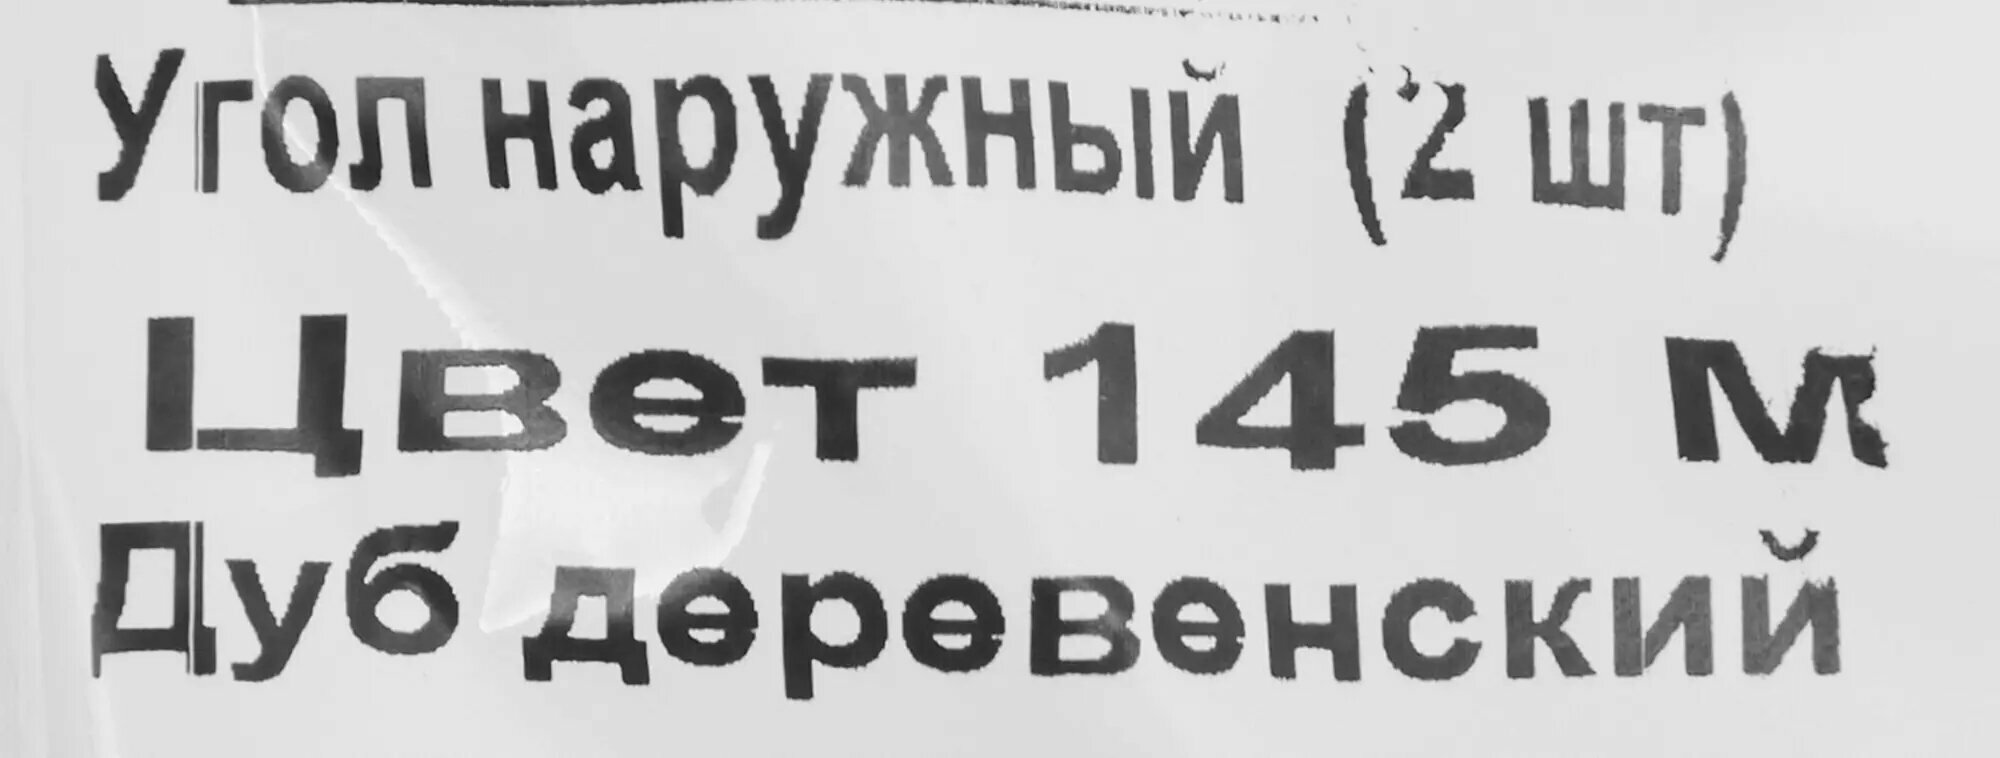 Угол наружный (2 шт)
Цвет 145 м
Дуб деревенский